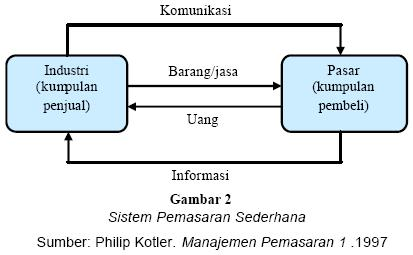 Komunikasi
Industri
(kunpulan
penjual)
Barang/jasa
Uang
Pasar
(kumpulan
pembeli)
Informasi
Gambar 2
Sistem Pemasaran Sederhana
Sumber: Philip Kotler. Manajemen Pemasaran 1 .1997